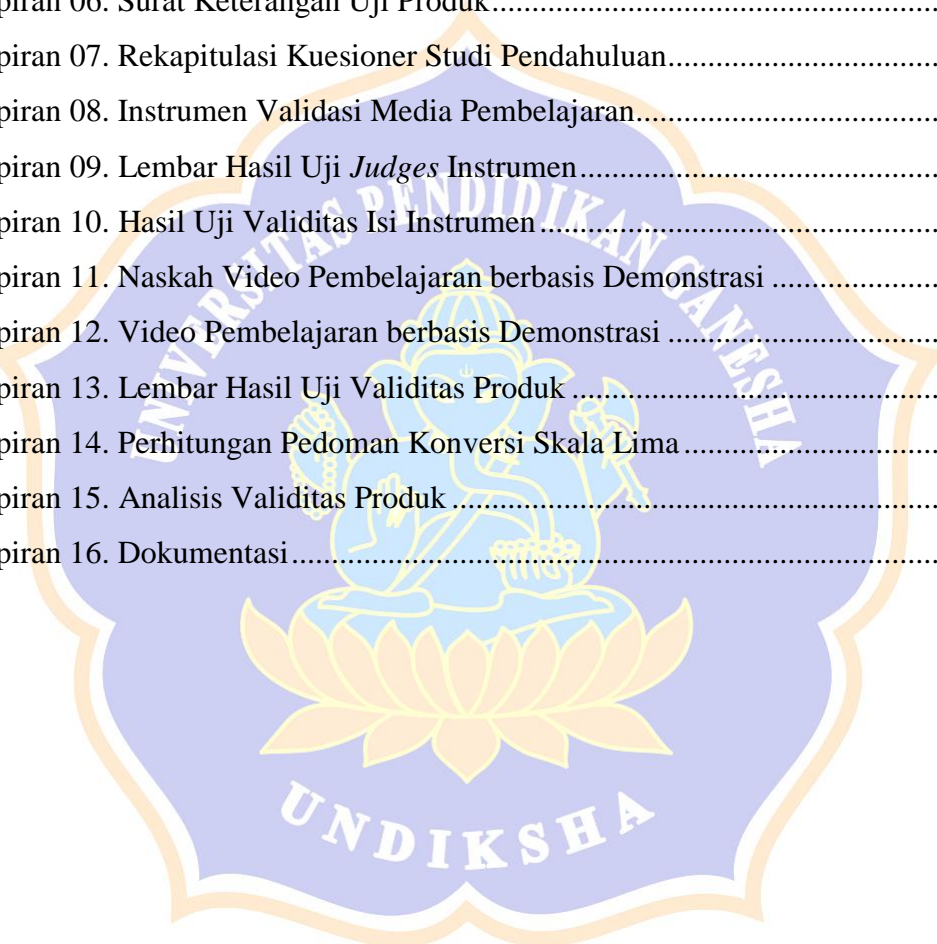 piran 06. Surat Keterangan Uji Produk
piran 07. Rekapitulasi Kuesioner Studi Pendahuluan
piran 08. Instrumen Validasi Media Pembelajaran
piran 09. Lembar Hasil Uji Judges Instrumen
piran 10. Hasil Uji Validitas Isi Instrumen
piran 11. Naskah Video Pembelajaran berbasis Demonstrasi
piran 12. Video Pembelajaran berbasis Demonstrasi
piran 13. Lembar Hasil Uji Validitas Produk
piran 14. Perhitungan Pedoman Konversi Skala Lima
piran 15. Analisis Validitas Produk
piran 16. Dokumentasi
UNIVERSITAS PENDIDIKAN GANESHA
UNDIKSHA